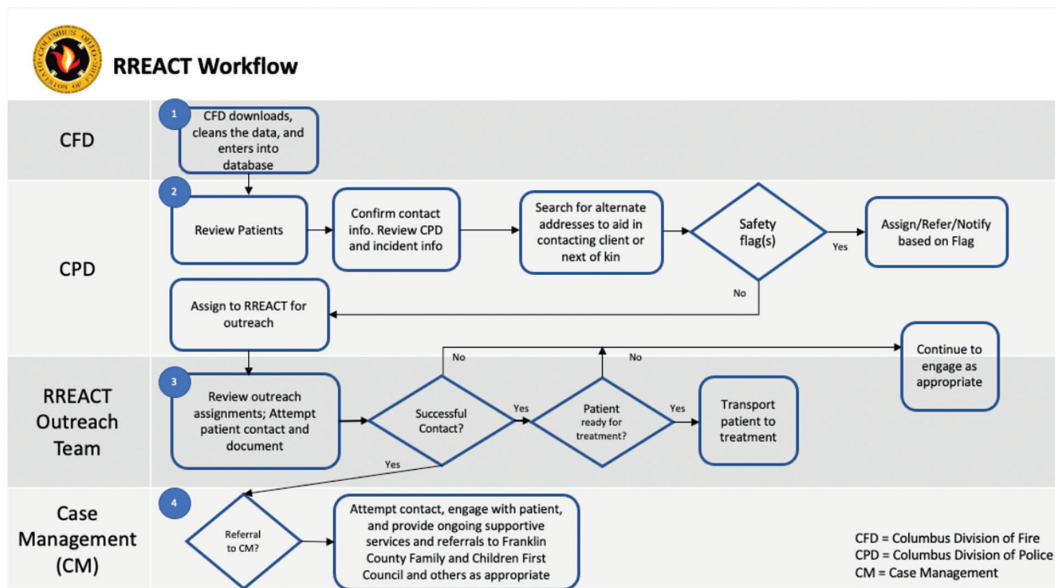 COLUMBUS OHIO
DIVISION OF FIRE
RREACT Workflow
CFD
1
CFD downloads,
cleans the data, and
enters into
database
CPD
2
Review Patients
Confirm contact
info. Review CPD
and incident info
Search for alternate
addresses to aid in
contacting client or
next of kin
Safety
flag(s)
Yes
Assign/Refer/Notify
based on Flag
No
Assign to RREACT for
outreach
RREACT
Outreach
Team
3
Review outreach
assignments; Attempt
patient contact and
document
Successful
Contact?
No
Yes
Patient
ready for
treatment?
No
Yes
Transport
patient to
treatment
Continue to
engage as
appropriate
Yes
Case
Management
(CM)
4
Referral
to CM?
Attempt contact, engage with patient,
and provide ongoing supportive
services and referrals to Franklin
County Family and Children First
Council and others as appropriate
CFD = Columbus Division of Fire
CPD = Columbus Division of Police
CM = Case Management